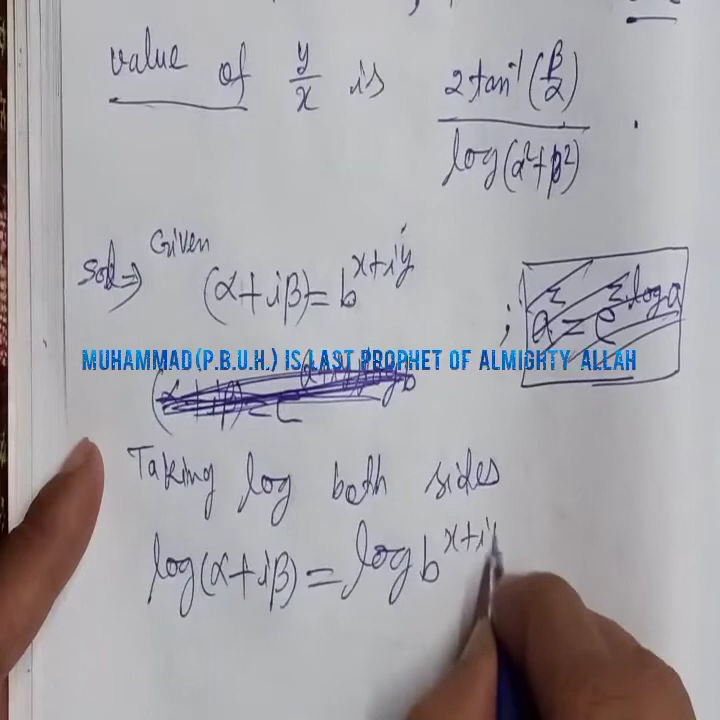 value of y/x is 2tan⁻¹(β/α) / log(α²+β²) .
Solⁿ⇒ Given
(α+iβ) = b^x+iy ;
MUHAMMAD(P.B.U.H.) IS LAST PROPHET OF ALMIGHTY ALLAH
Taking log both sides
log(α+iβ) = log b^x+iy